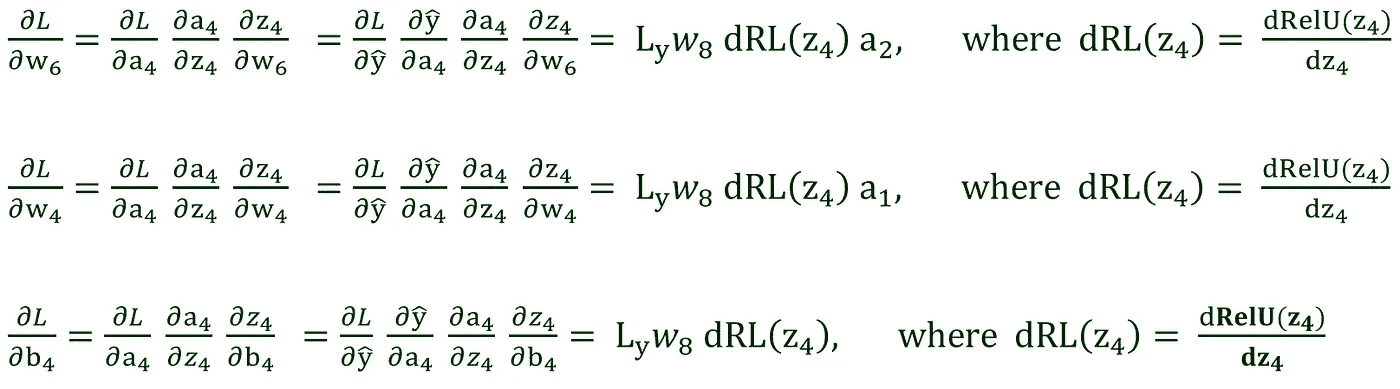 ∂L/∂w₆ = ∂L/∂a₄ ∂a₄/∂z₄ ∂z₄/∂w₆ = ∂L/∂ŷ ∂ŷ/∂a₄ ∂a₄/∂z₄ ∂z₄/∂w₆ = L_y w₈ dRL(z₄) a₂, where dRL(z₄) = dRelU(z₄)/dz₄
∂L/∂w₄ = ∂L/∂a₄ ∂a₄/∂z₄ ∂z₄/∂w₄ = ∂L/∂ŷ ∂ŷ/∂a₄ ∂a₄/∂z₄ ∂z₄/∂w₄ = L_y w₈ dRL(z₄) a₁, where dRL(z₄) = dRelU(z₄)/dz₄
∂L/∂b₄ = ∂L/∂a₄ ∂a₄/∂z₄ ∂z₄/∂b₄ = ∂L/∂ŷ ∂ŷ/∂a₄ ∂a₄/∂z₄ ∂z₄/∂b₄ = L_y w₈ dRL(z₄), where dRL(z₄) = dRelU(z₄)/dz₄